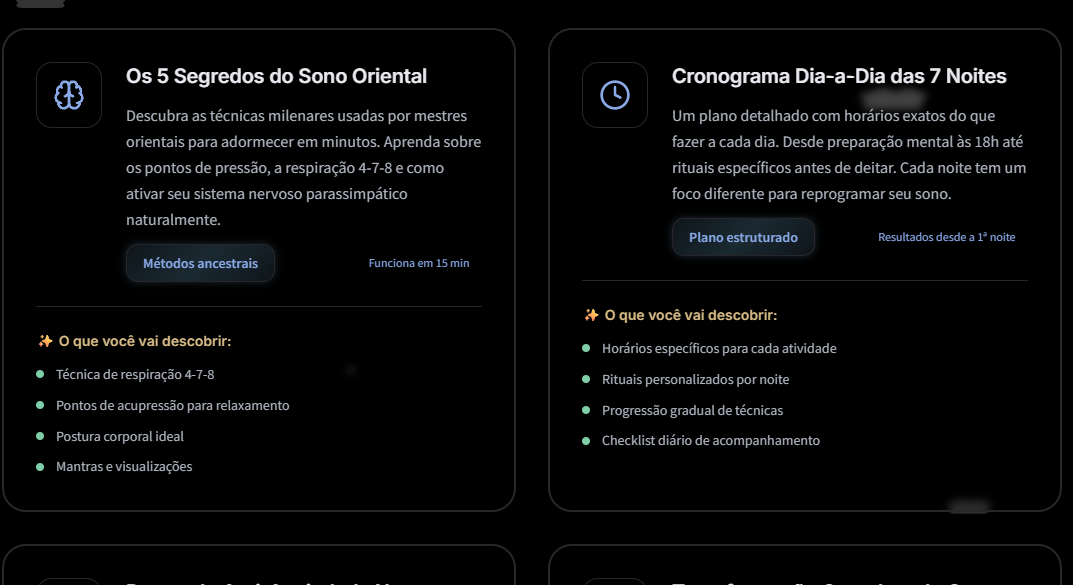 Os 5 Segredos do Sono Oriental
Descubra as técnicas milenares usadas por mestres
orientais para adormecer em minutos. Aprenda sobre
os pontos de pressão, a respiração 4-7-8 e como
ativar seu sistema nervoso parassimpático
naturalmente.
Métodos ancestrais
Funciona em 15 min
✨ O que você vai descobrir:
Técnica de respiração 4-7-8
Pontos de acupressão para relaxamento
Postura corporal ideal
Mantras e visualizações
Cronograma Dia-a-Dia das 7 Noites
Um plano detalhado com horários exatos do que
fazer a cada dia. Desde preparação mental às 18h até
rituais específicos antes de deitar. Cada noite tem um
foco diferente para reprogramar seu sono.
Plano estruturado
Resultados desde a 1ª noite
✨ O que você vai descobrir:
Horários específicos para cada atividade
Rituais personalizados por noite
Progressão gradual de técnicas
Checklist diário de acompanhamento